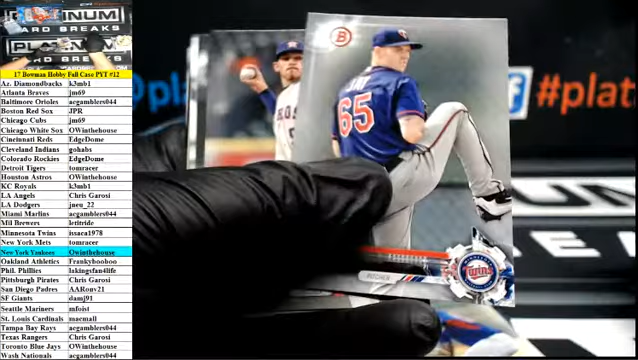 PLATINUM
CARD BREAKS
17 Bowman Hobby Full Case PYT #12
Az. Diamondbacks k3mb1
Atlanta Braves jm69
Baltimore Orioles acgamblers044
Boston Red Sox JPR
Chicago Cubs jm69
Chicago White Sox OWinthehouse
Cincinnati Reds EdgeDome
Cleveland Indians gohabs
Colorado Rockies EdgeDome
Detroit Tigers tomracer
Houston Astros OWinthehouse
KC Royals k3mb1
LA Angels Chris Garosi
LA Dodgers jueu_22
Miami Marlins acgamblers044
Mil Brewers letitride
Minnesota Twins issaca1978
New York Mets tomracer
New York Yankees Owinthehouse
Oakland Athletics Frankybooboo
Phil. Phillies lakingsfan4life
Pittsburgh Pirates Chris Garosi
San Diego Padres AARonv21
SF Giants damj91
Seattle Mariners mfoist
St. Louis Cardinals macmall
Tampa Bay Rays acgamblers044
Texas Rangers Chris Garosi
Toronto Blue Jays OWinthehouse
Wash Nationals acgamblers044
B
65
PITCHER
Twins
#plat
f #plat